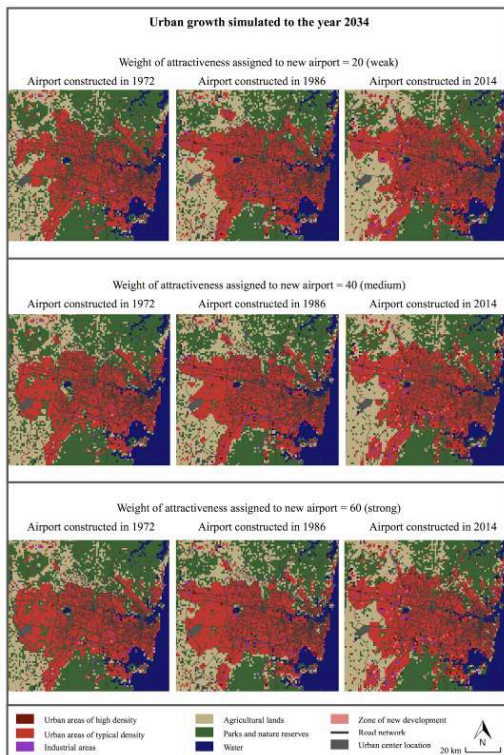 Urban growth simulated to the year 2034
Weight of attractiveness assigned to new airport = 20 (weak)
Airport constructed in 1972 Airport constructed in 1986 Airport constructed in 2014
Weight of attractiveness assigned to new airport = 40 (medium)
Airport constructed in 1972 Airport constructed in 1986 Airport constructed in 2014
Weight of attractiveness assigned to new airport = 60 (strong)
Airport constructed in 1972 Airport constructed in 1986 Airport constructed in 2014
Urban areas of high density Agricultural lands Zone of new development
Urban areas of typical density Parks and nature reserves Road network
Industrial areas Water Urban center location
N
20 km